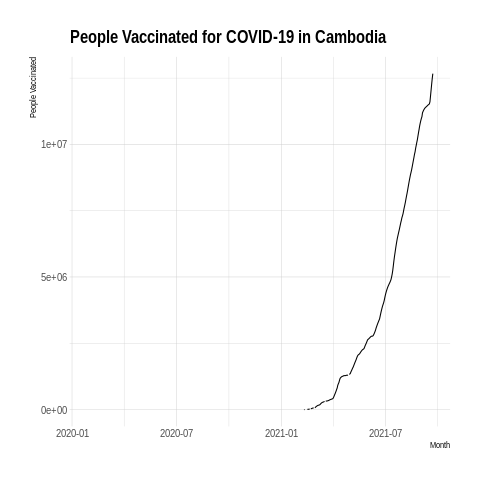 People Vaccinated for COVID-19 in Cambodia
People Vaccinated
1e+07
5e+06
0e+00
2020-01 2020-07 2021-01 2021-07
Month